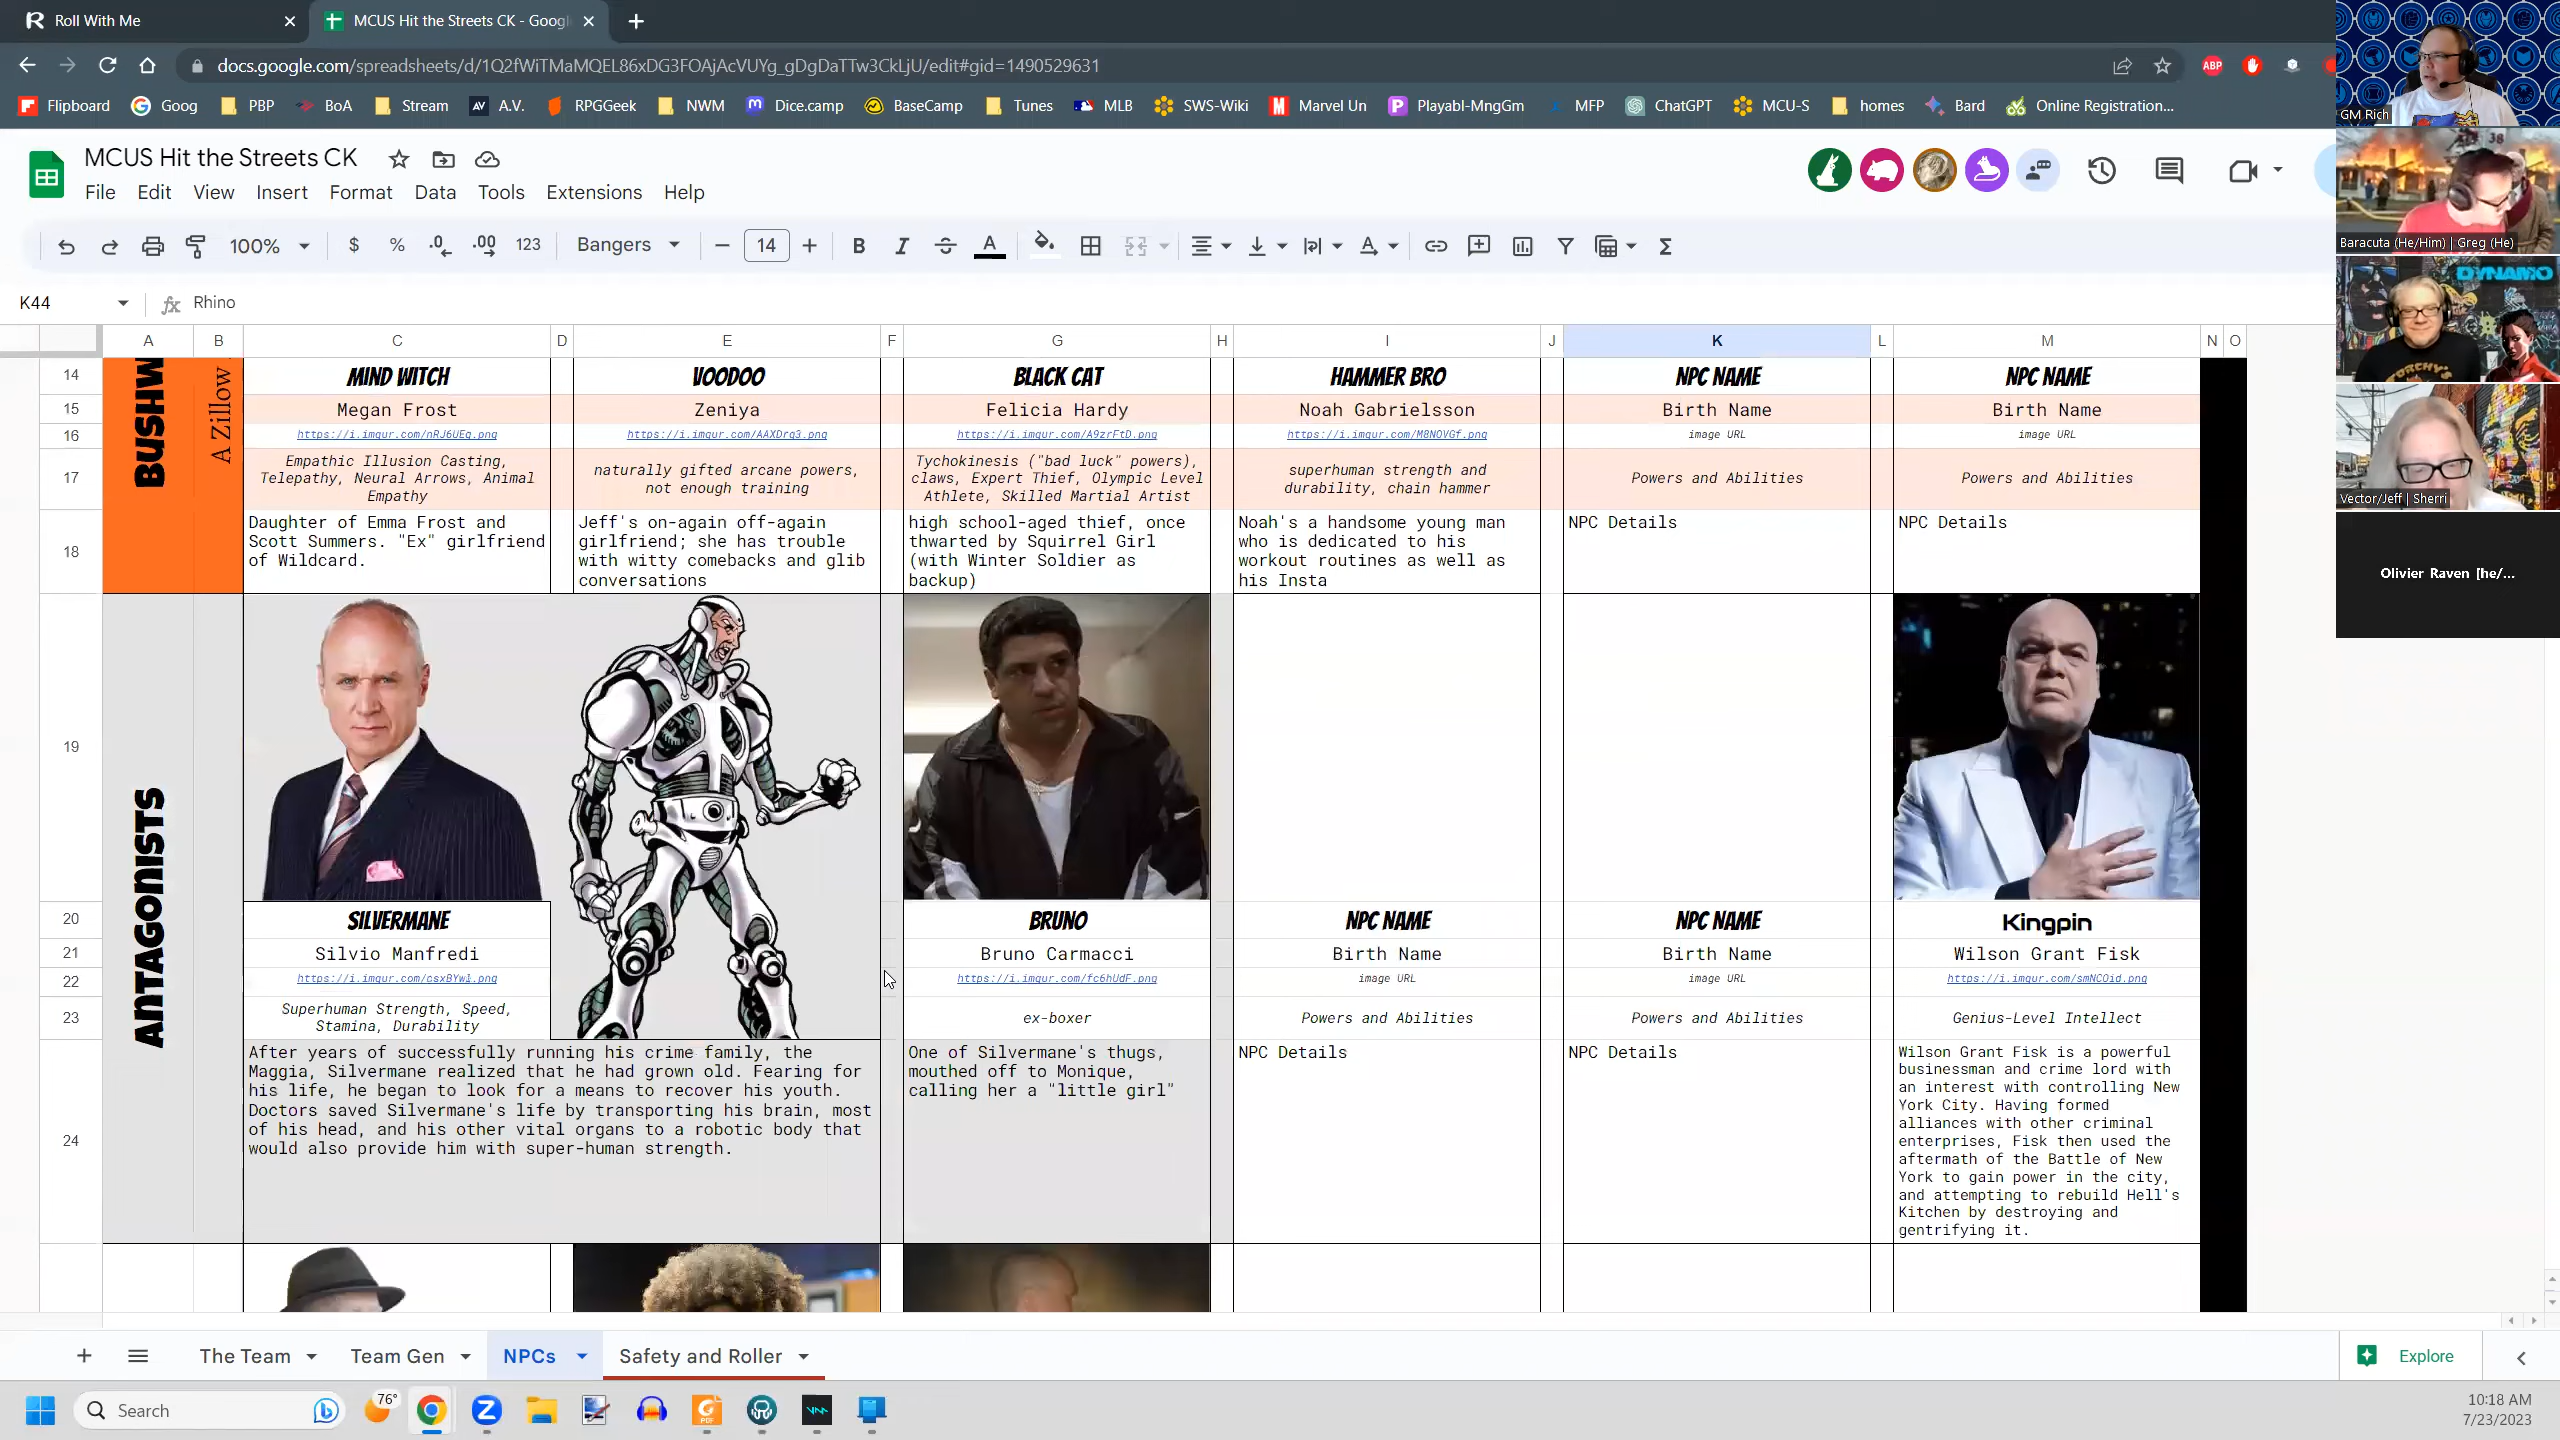 Roll With Me
MCUS Hit the Streets CK - Goog
docs.google.com/spreadsheets/d/1Q2fWiTMaMQEL86xDG3FOAjAcVUYg_gDgDaTTw3CkLjU/edit#gid=1490529631
ABP
Flipboard
Goog
PBP
BoA
Stream
A.V.
RPGGeek
NWM
Dice.camp
BaseCamp
Tunes
MLB
SWS-Wiki
Marvel Un
Playabl-MngGm
MFP
ChatGPT
MCU-S
homes
Bard
Online Registration...
GM Rich
MCUS Hit the Streets CK
File Edit View Insert Format Data Tools Extensions Help
100% $ % .0 .00 123 Bangers 14
Baracuta (He/Him) | Greg (He)
DYNAMO
K44 Rhino
A B C D E F G H I J K L M N O
14 MIND WITCH VOODOO BLACK CAT HAMMER BRO NPC NAME NPC NAME
15 Megan Frost Zeniya Felicia Hardy Noah Gabrielsson Birth Name Birth Name
16 https://i.imgur.com/nRJ6UEg.png https://i.imgur.com/AAXDrg3.png https://i.imgur.com/A9zrFtD.png https://i.imgur.com/M8NOVGf.png image URL image URL
BUSHW
A Zillow
17
Empathic Illusion Casting,
Telepathy, Neural Arrows, Animal
Empathy
naturally gifted arcane powers,
not enough training
Tychokinesis ("bad luck" powers),
claws, Expert Thief, Olympic Level
Athlete, Skilled Martial Artist
superhuman strength and
durability, chain hammer
Powers and Abilities
Powers and Abilities
Vector/Jeff | Sherri
18
Daughter of Emma Frost and
Scott Summers. "Ex" girlfriend
of Wildcard.
Jeff's on-again off-again
girlfriend; she has trouble
with witty comebacks and glib
conversations
high school-aged thief, once
thwarted by Squirrel Girl
(with Winter Soldier as
backup)
Noah's a handsome young man
who is dedicated to his
workout routines as well as
his Insta
NPC Details
NPC Details
Olivier Raven [he/...
19
ANTAGONISTS
20 SILVERMANE BRUNO NPC NAME NPC NAME Kingpin
21 Silvio Manfredi Bruno Carmacci Birth Name Birth Name Wilson Grant Fisk
22 https://i.imgur.com/csxBYwl.png https://i.imgur.com/fc6hUdF.png image URL image URL https://i.imgur.com/smNCOid.png
23
Superhuman Strength, Speed,
Stamina, Durability
ex-boxer
Powers and Abilities
Powers and Abilities
Genius-Level Intellect
24
After years of successfully running his crime family, the
Maggia, Silvermane realized that he had grown old. Fearing for
his life, he began to look for a means to recover his youth.
Doctors saved Silvermane's life by transporting his brain, most
of his head, and his other vital organs to a robotic body that
would also provide him with super-human strength.
One of Silvermane's thugs,
mouthed off to Monique,
calling her a "little girl"
NPC Details
NPC Details
Wilson Grant Fisk is a powerful
businessman and crime lord with
an interest with controlling New
York City. Having formed
alliances with other criminal
enterprises, Fisk then used the
aftermath of the Battle of New
York to gain power in the city,
and attempting to rebuild Hell's
Kitchen by destroying and
gentrifying it.
The Team Team Gen NPCs Safety and Roller Explore
Search
76°
10:18 AM
7/23/2023